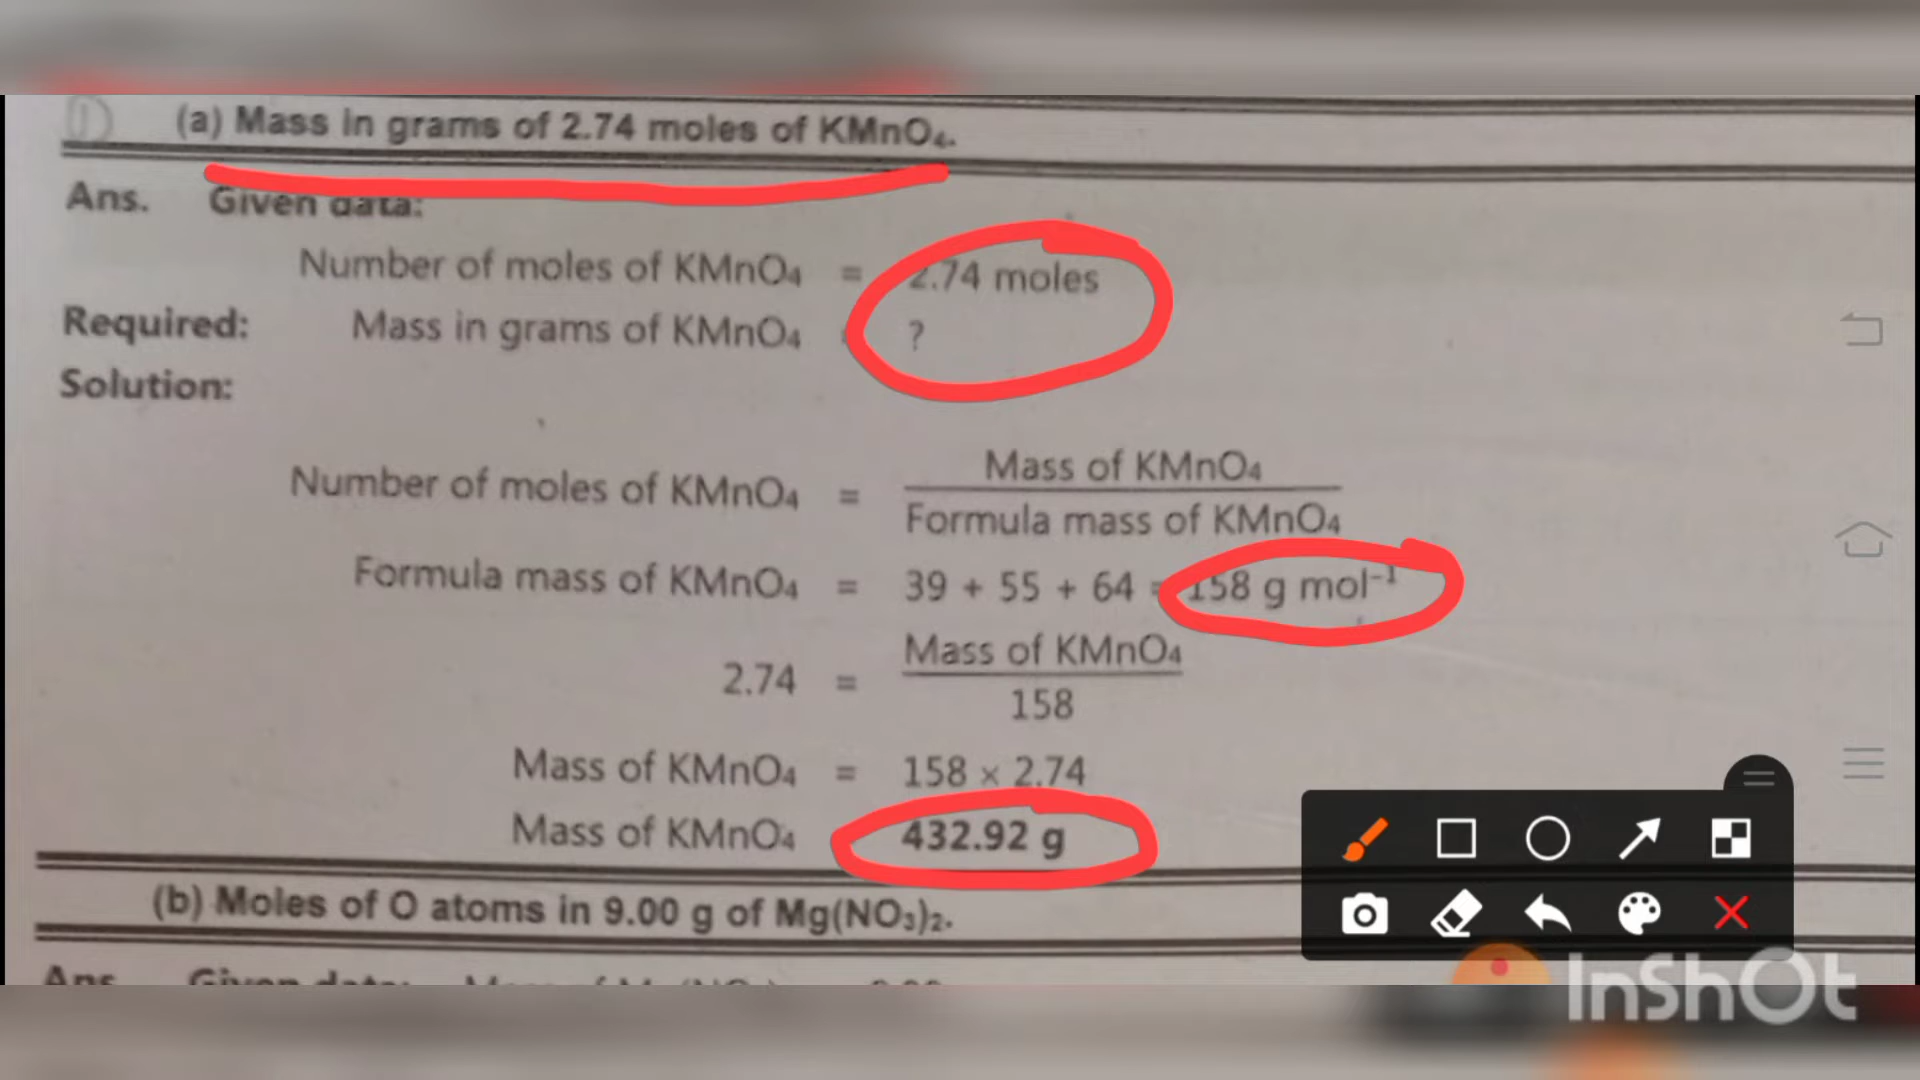 (a) Mass in grams of 2.74 moles of KMnO₄.
Ans. Given data:
Number of moles of KMnO₄ = 2.74 moles
Required: Mass in grams of KMnO₄ ?
Solution:
Number of moles of KMnO₄ = Mass of KMnO₄
Formula mass of KMnO₄
Formula mass of KMnO₄ = 39 + 55 + 64 = 158 g mol⁻¹
2.74 = Mass of KMnO₄
158
Mass of KMnO₄ = 158 × 2.74
Mass of KMnO₄ 432.92 g
(b) Moles of O atoms in 9.00 g of Mg(NO₃)₂.
Ans Given data:
InShOt